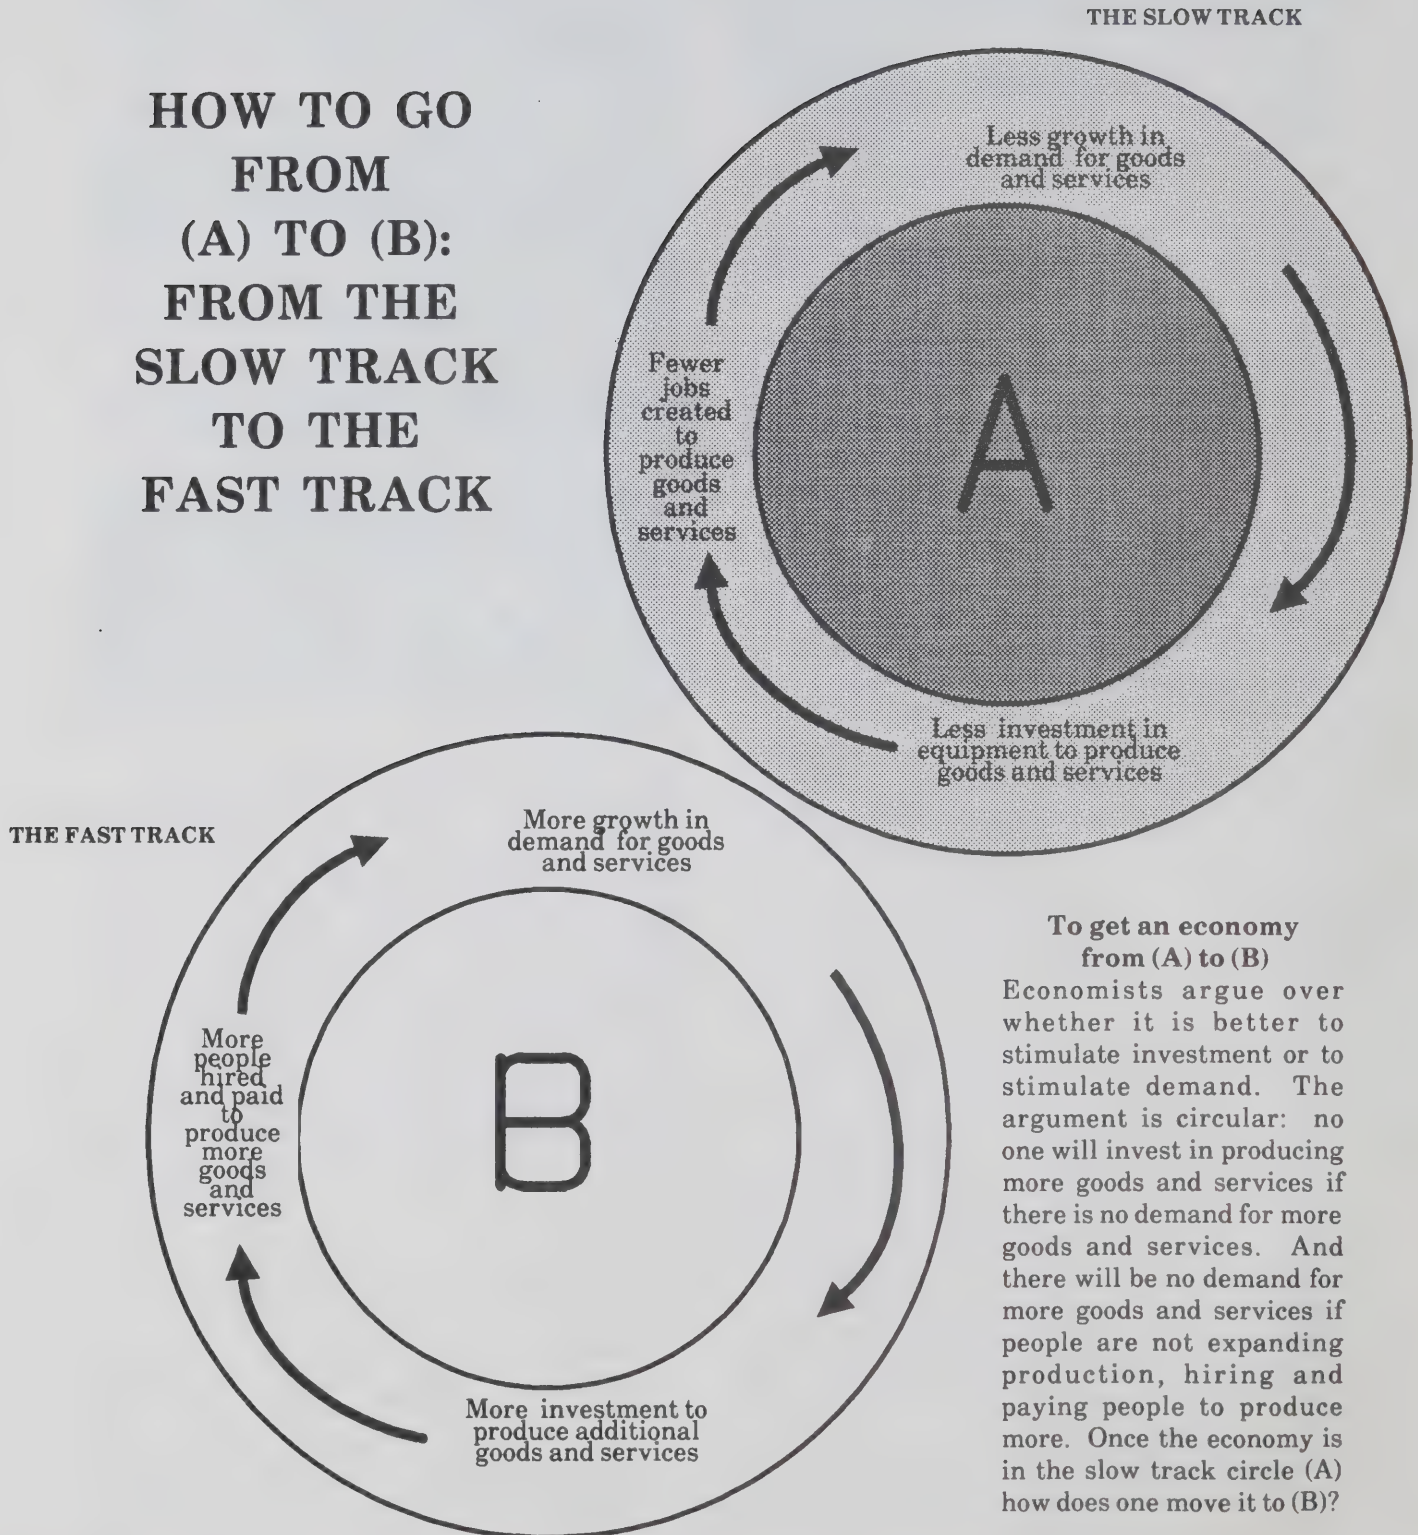 THE SLOW TRACK
HOW TO GO
FROM
(A) TO (B):
FROM THE
SLOW TRACK
TO THE
FAST TRACK
Less growth in
demand for goods
and services
Fewer
jobs
created
to
produce
goods
and
services
A
Less investment in
equipment to produce
goods and services
THE FAST TRACK
More growth in
demand for goods
and services
More
people
hired
and paid
to
produce
more
goods
and
services
B
More investment to
produce additional
goods and services
To get an economy
from (A) to (B)
Economists argue over
whether it is better to
stimulate investment or to
stimulate demand. The
argument is circular: no
one will invest in producing
more goods and services if
there is no demand for more
goods and services. And
there will be no demand for
more goods and services if
people are not expanding
production, hiring and
paying people to produce
more. Once the economy is
in the slow track circle (A)
how does one move it to (B)?